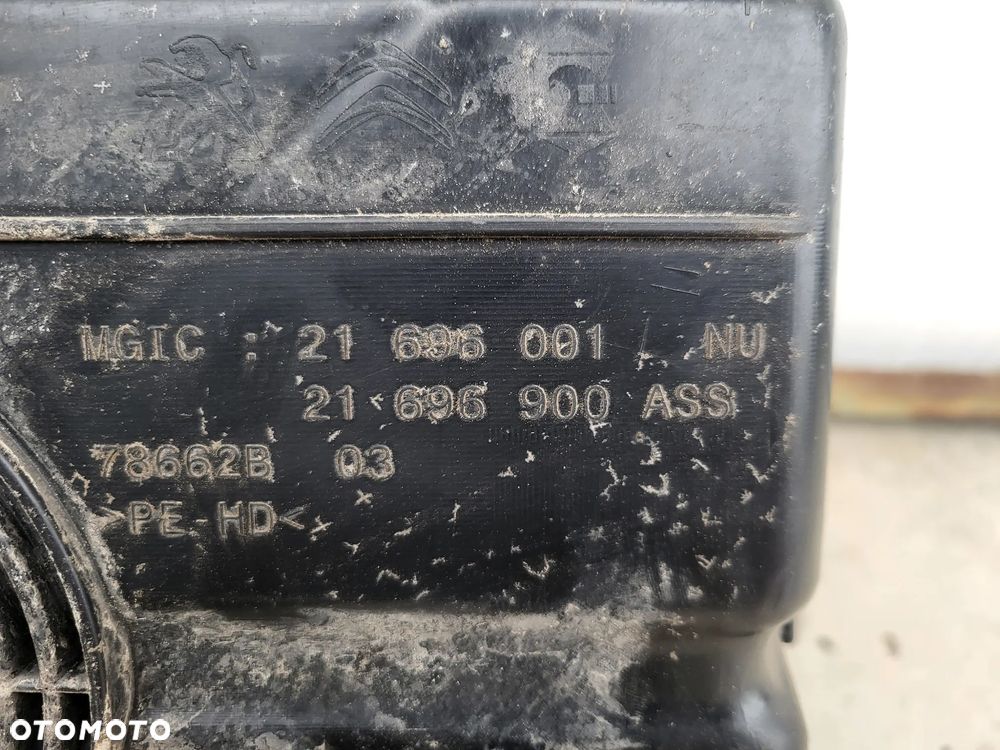 MGIC : 21 696 001 NU
21 696 900 ASS
78662B 03
>PE-HD<
OTOMOTO